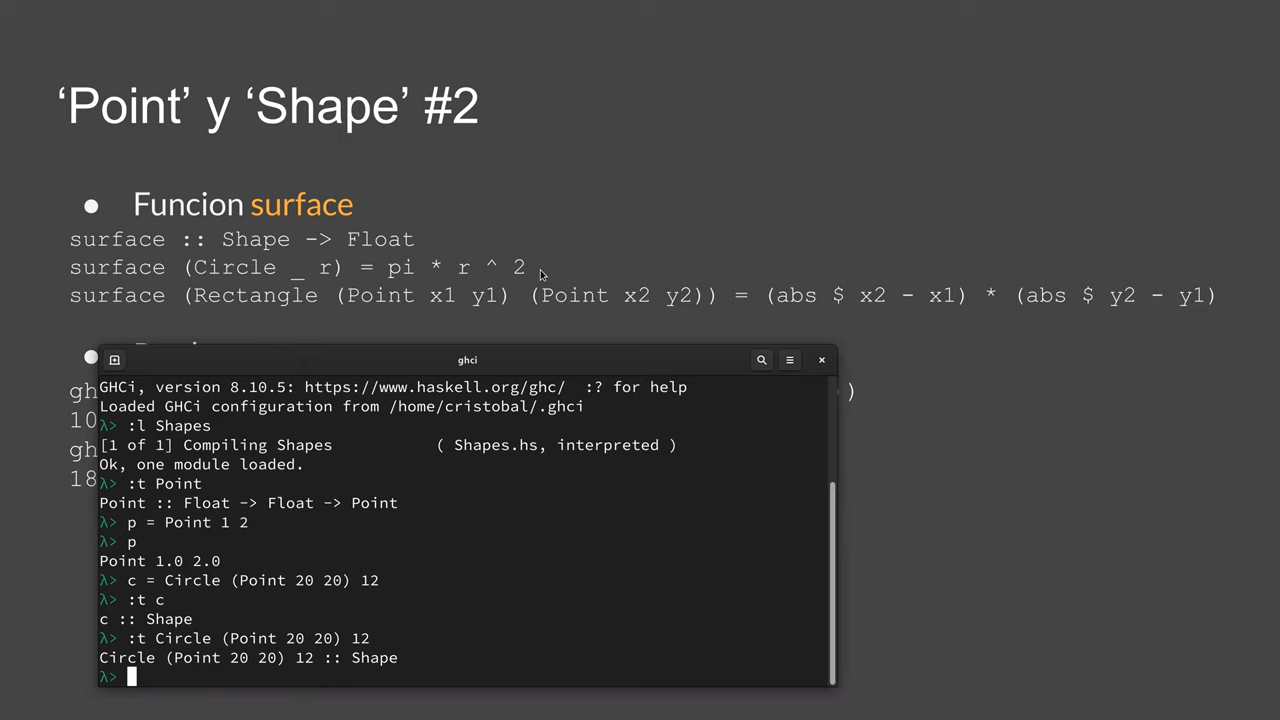 ‘Point’ y ‘Shape’ #2
● Funcion surface
surface :: Shape -> Float
surface (Circle _ r) = pi * r ^ 2
surface (Rectangle (Point x1 y1) (Point x2 y2)) = (abs $ x2 - x1) * (abs $ y2 - y1)
●
gh )
10
gh
18
ghci
GHCi, version 8.10.5: https://www.haskell.org/ghc/  :? for help
Loaded GHCi configuration from /home/cristobal/.ghci
λ> :l Shapes
[1 of 1] Compiling Shapes           ( Shapes.hs, interpreted )
Ok, one module loaded.
λ> :t Point
Point :: Float -> Float -> Point
λ> p = Point 1 2
λ> p
Point 1.0 2.0
λ> c = Circle (Point 20 20) 12
λ> :t c
c :: Shape
λ> :t Circle (Point 20 20) 12
Circle (Point 20 20) 12 :: Shape
λ>